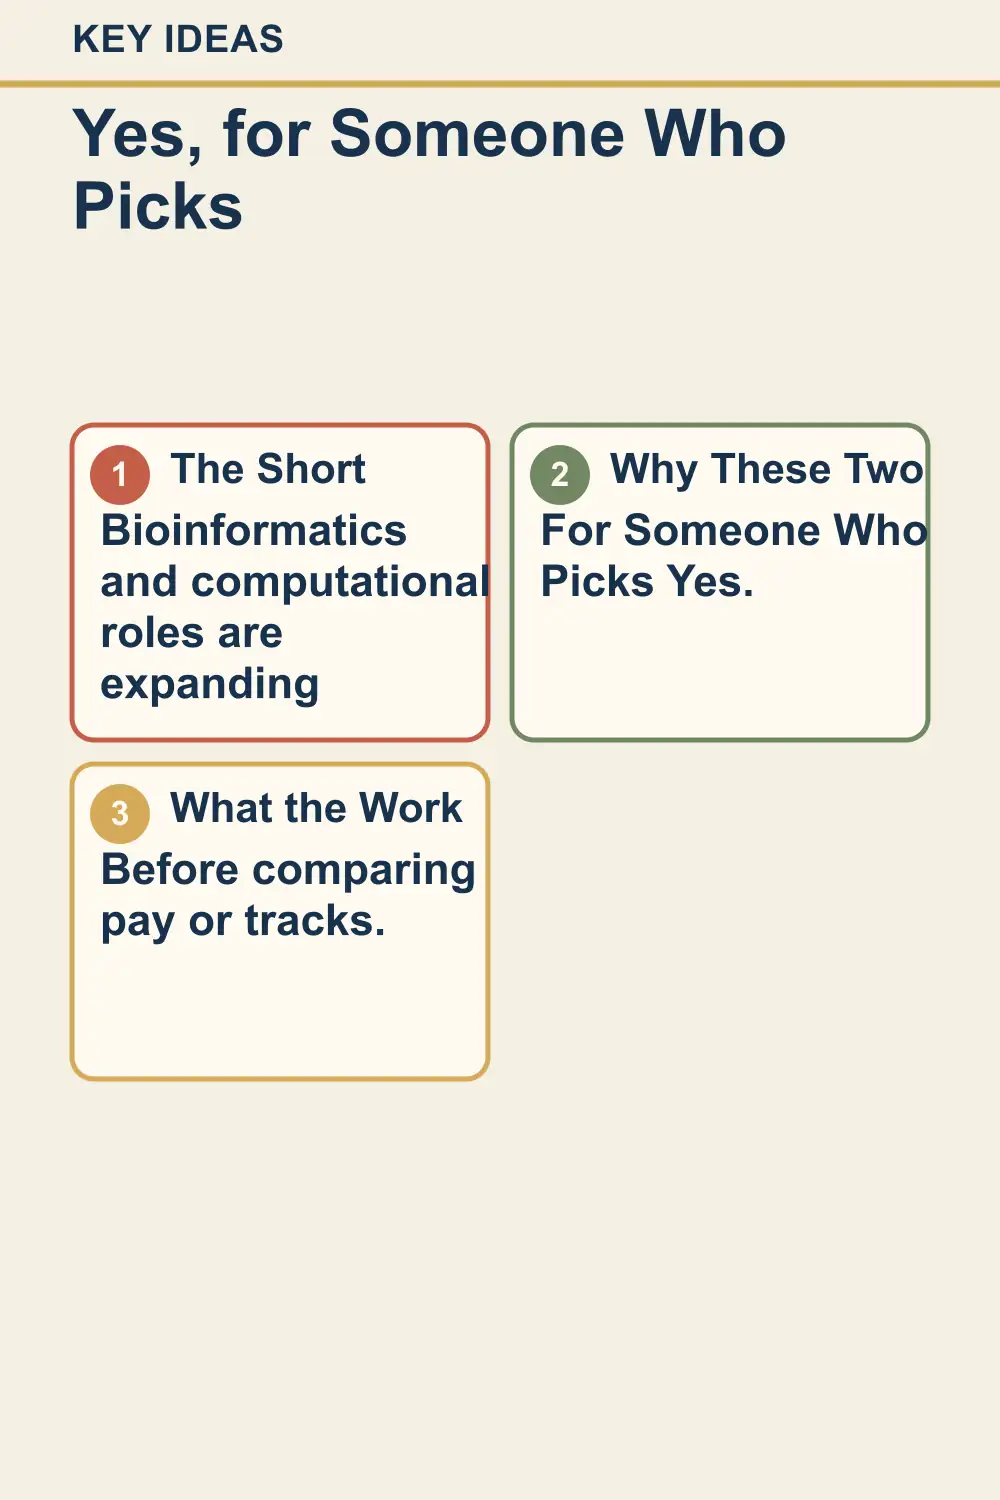 KEY IDEAS
Yes, for Someone Who
Picks
1 The Short
Bioinformatics
and computational
roles are
expanding
2 Why These Two
For Someone Who
Picks Yes.
3 What the Work
Before comparing
pay or tracks.